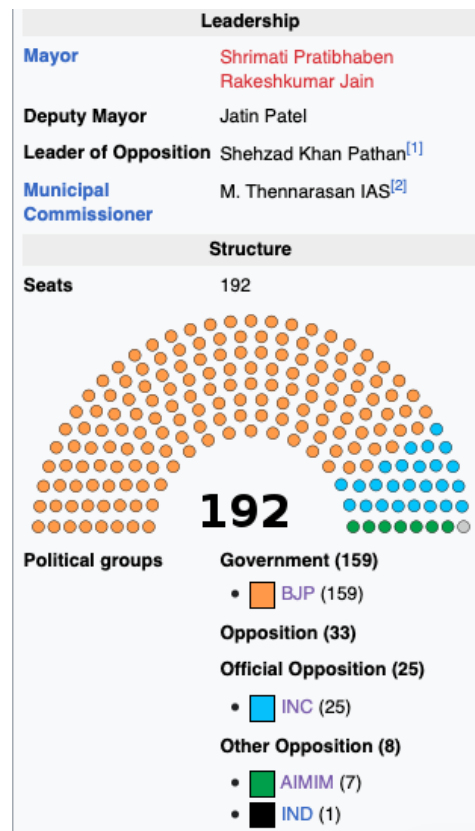 Leadership
Mayor Shrimati Pratibhaben
Rakeshkumar Jain
Deputy Mayor Jatin Patel
Leader of Opposition Shehzad Khan Pathan[1]
Municipal Commissioner M. Thennarasan IAS[2]
Structure
Seats 192
192
Political groups Government (159)
• BJP (159)
Opposition (33)
Official Opposition (25)
• INC (25)
Other Opposition (8)
• AIMIM (7)
• IND (1)